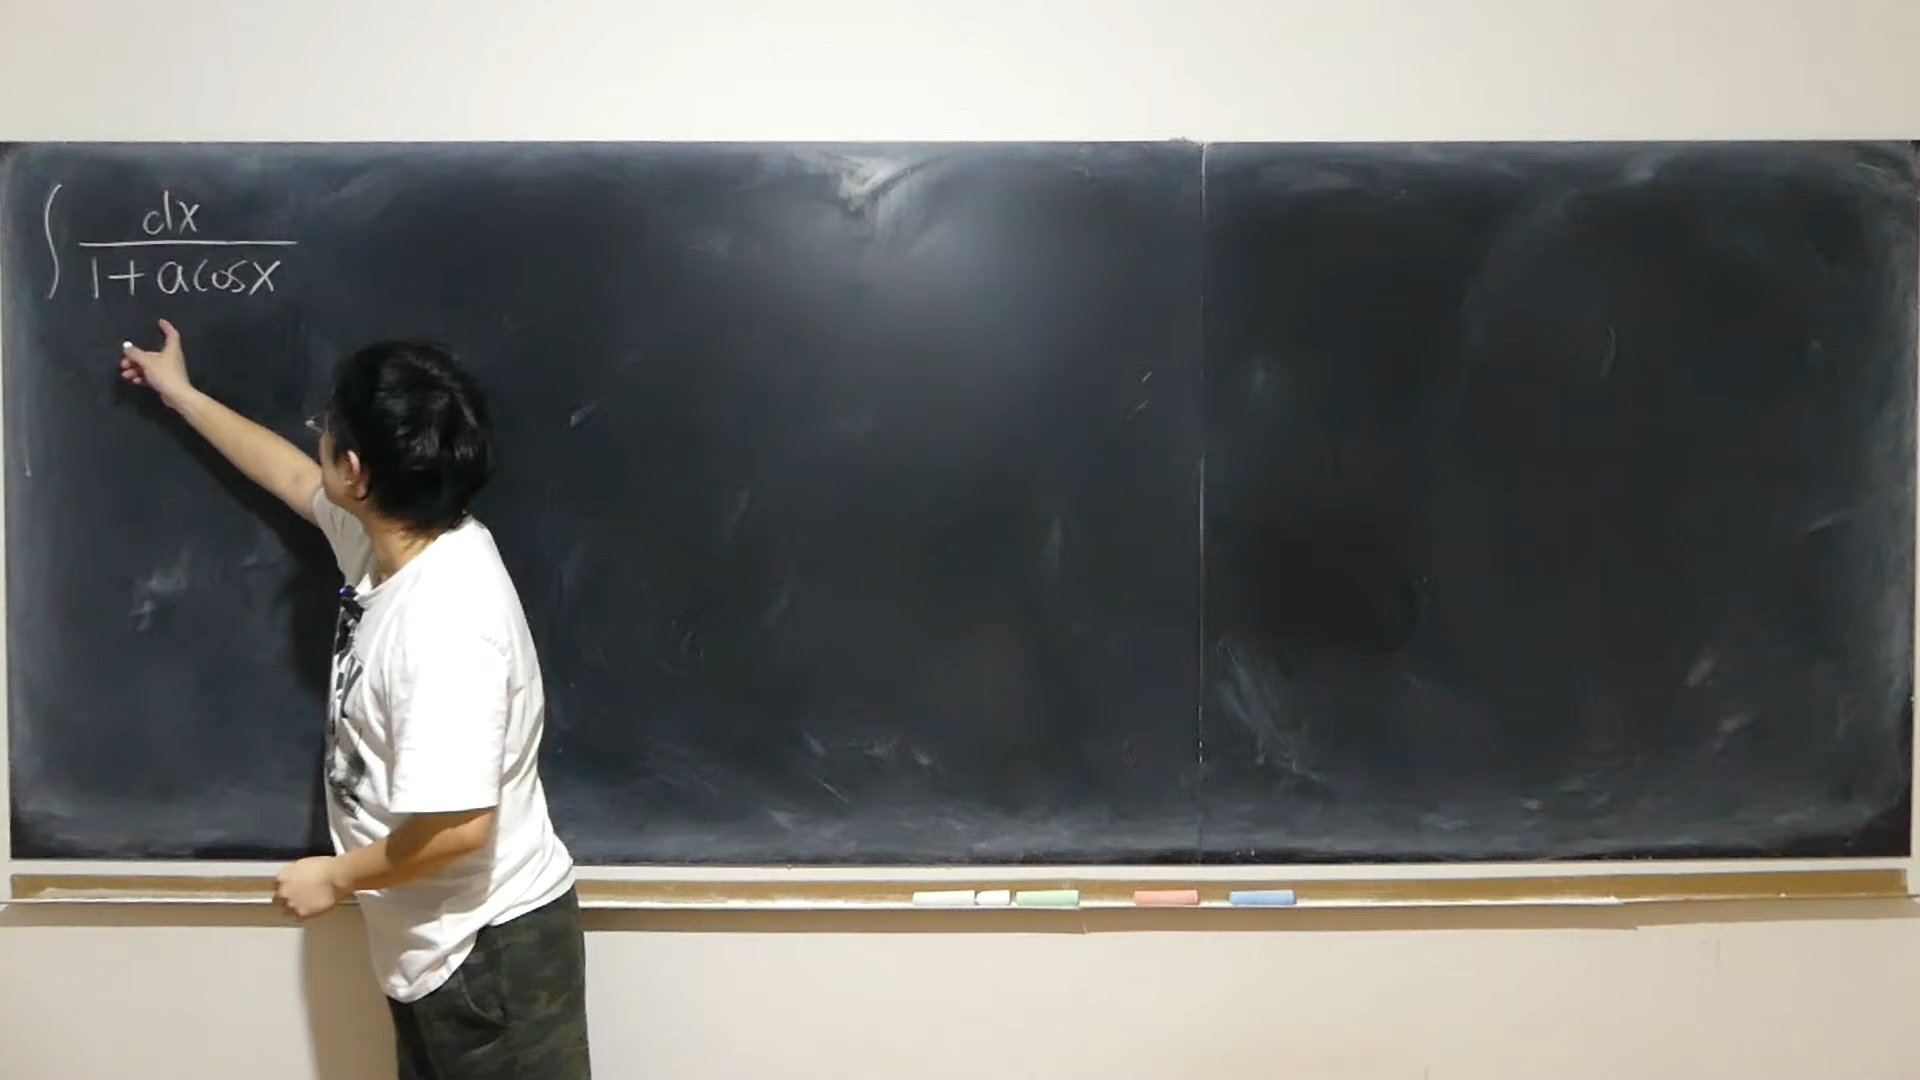 ∫ dx
1+acosx